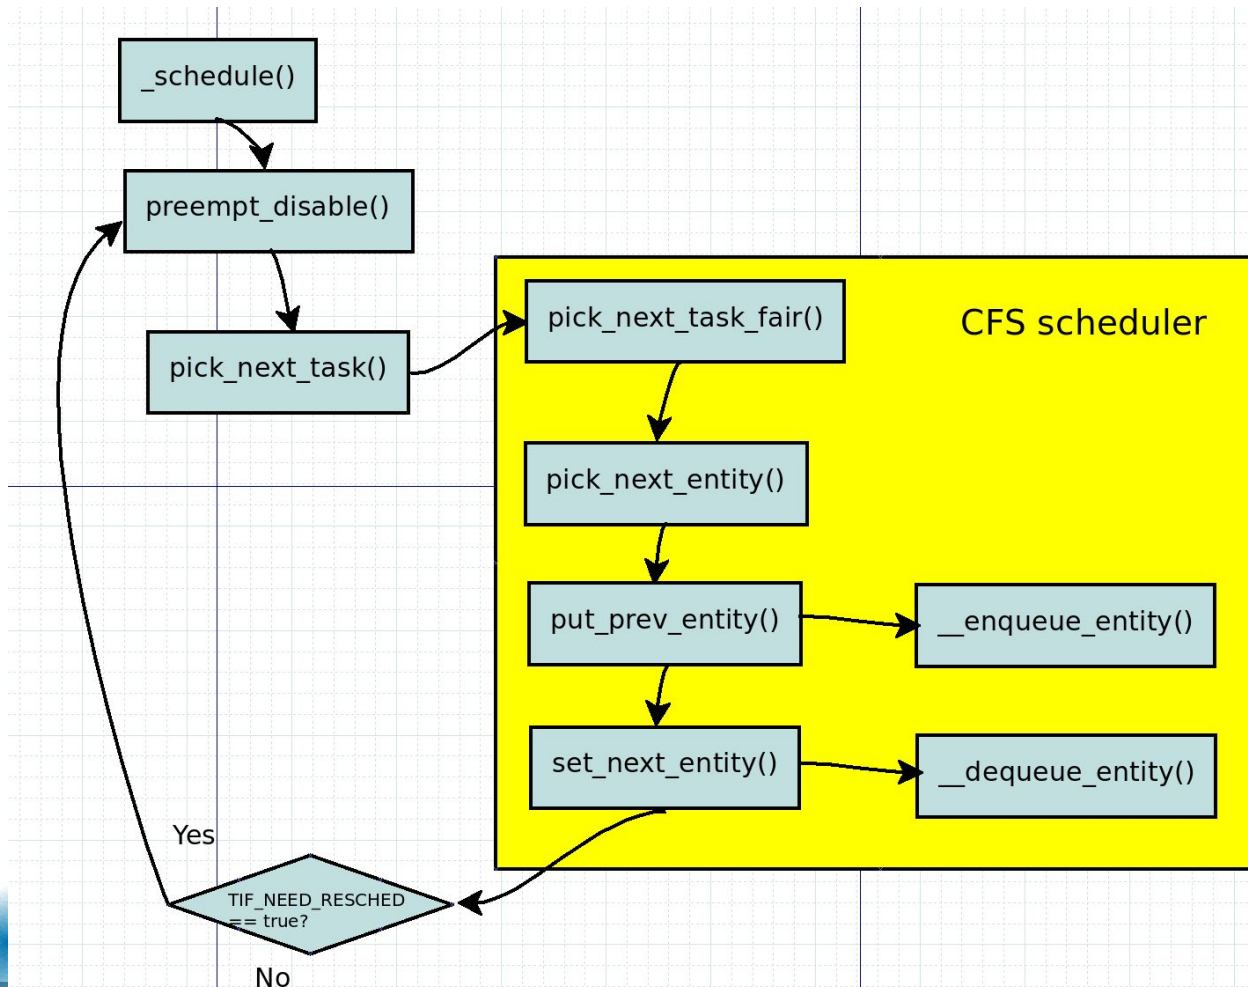 _schedule()
preempt_disable()
pick_next_task()
pick_next_task_fair()
CFS scheduler
pick_next_entity()
put_prev_entity()
__enqueue_entity()
set_next_entity()
__dequeue_entity()
Yes
TIF_NEED_RESCHED
== true?
No